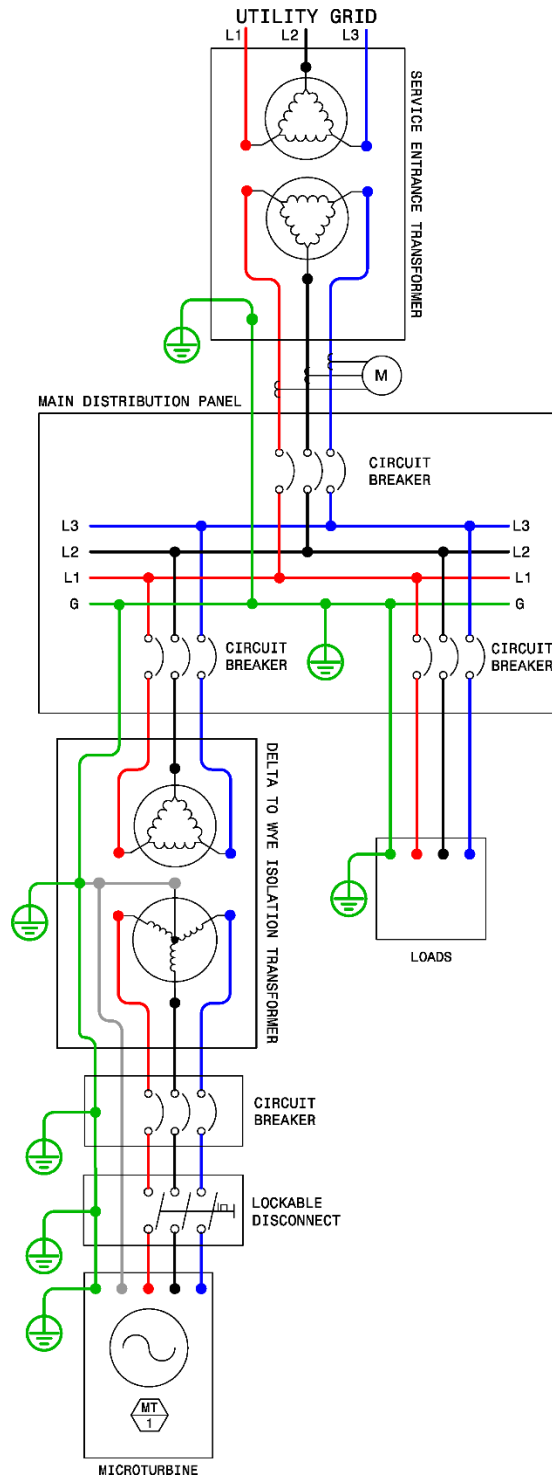 UTILITY GRID
L1 L2 L3
SERVICE ENTRANCE TRANSFORMER
M
MAIN DISTRIBUTION PANEL
CIRCUIT
BREAKER
L3 L3
L2 L2
L1 L1
G G
CIRCUIT
BREAKER
CIRCUIT
BREAKER
DELTA TO WYE ISOLATION TRANSFORMER
LOADS
CIRCUIT
BREAKER
LOCKABLE
DISCONNECT
MT
1
MICROTURBINE